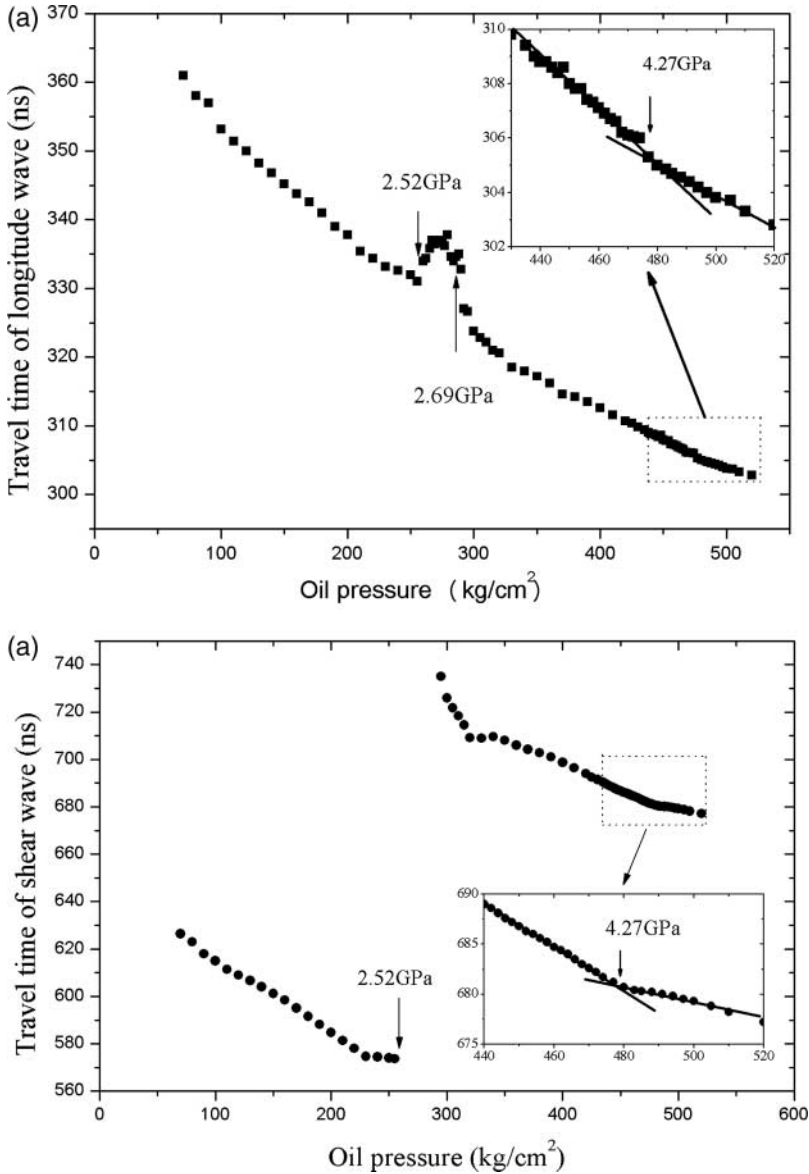 (a)
370
360
350
340
330
320
310
300
Travel time of longitude wave (ns)
0 100 200 300 400 500
Oil pressure ( kg/cm²)
2.52GPa
2.69GPa
310
308
306
304
302
440 460 480 500 520
4.27GPa
(a)
740
720
700
680
660
640
620
600
580
560
Travel time of shear wave (ns)
0 100 200 300 400 500 600
Oil pressure (kg/cm²)
2.52GPa
690
685
680
675
440 460 480 500 520
4.27GPa